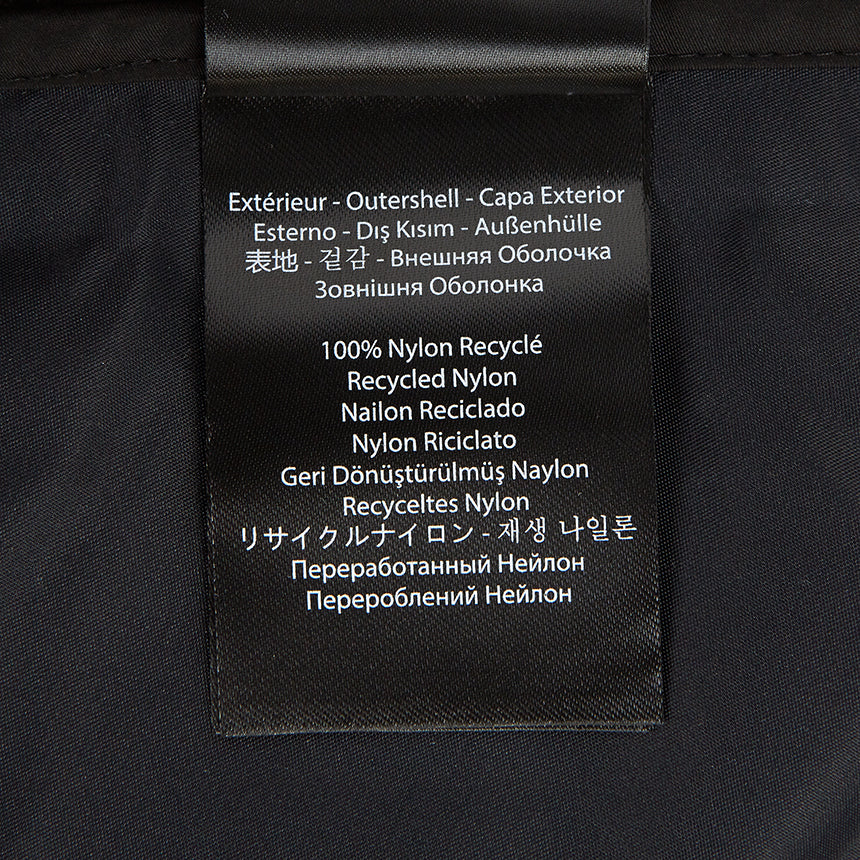 Extérieur - Outershell - Capa Exterior
Esterno - Dış Kısım - Außenhülle
表地 - 겉감 - Внешняя Оболочка
Зовнішня Оболонка
100% Nylon Recyclé
Recycled Nylon
Nailon Reciclado
Nylon Riciclato
Geri Dönüştürülmüş Naylon
Recyceltes Nylon
リサイクルナイロン - 재생 나일론
Переработанный Нейлон
Перероблений Нейлон